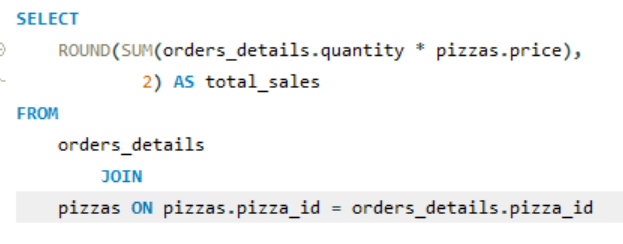 SELECT
ROUND(SUM(orders_details.quantity * pizzas.price),
2) AS total_sales
FROM
orders_details
JOIN
pizzas ON pizzas.pizza_id = orders_details.pizza_id